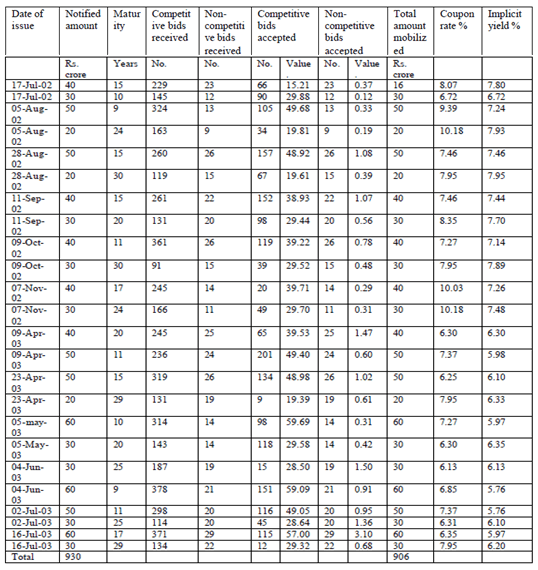 Date of issue | Notified amount | Matur ity | Competit ive bids received | Non- competiti ve bids received | Competitive bids accepted | Non- competitive bids accepted | Total amount mobiliz ed | Coupon rate % | Implicit yield %
Rs. crore | Years | No. | No. | No. | Value . | No. | Value . | Rs. crore
17-Jul-02 | 40 | 15 | 229 | 23 | 66 | 15.21 | 23 | 0.37 | 16 | 8.07 | 7.80
17-Jul-02 | 30 | 10 | 145 | 12 | 90 | 29.88 | 12 | 0.12 | 30 | 6.72 | 6.72
05-Aug- 02 | 50 | 9 | 324 | 13 | 105 | 49.68 | 13 | 0.33 | 50 | 9.39 | 7.24
05-Aug- 02 | 20 | 24 | 163 | 9 | 34 | 19.81 | 9 | 0.19 | 20 | 10.18 | 7.93
28-Aug- 02 | 50 | 15 | 260 | 26 | 157 | 48.92 | 26 | 1.08 | 50 | 7.46 | 7.46
28-Aug- 02 | 20 | 30 | 119 | 15 | 67 | 19.61 | 15 | 0.39 | 20 | 7.95 | 7.95
11-Sep- 02 | 40 | 15 | 261 | 22 | 152 | 38.93 | 22 | 1.07 | 40 | 7.46 | 7.44
11-Sep- 02 | 30 | 20 | 131 | 20 | 98 | 29.44 | 20 | 0.56 | 30 | 8.35 | 7.70
09-Oct- 02 | 40 | 11 | 361 | 26 | 119 | 39.22 | 26 | 0.78 | 40 | 7.27 | 7.14
09-Oct- 02 | 30 | 30 | 91 | 15 | 39 | 29.52 | 15 | 0.48 | 30 | 7.95 | 7.89
07-Nov- 02 | 40 | 17 | 245 | 14 | 20 | 39.71 | 14 | 0.29 | 40 | 10.03 | 7.26
07-Nov- 02 | 30 | 24 | 166 | 11 | 49 | 29.70 | 11 | 0.31 | 30 | 10.18 | 7.48
09-Apr- 03 | 40 | 20 | 245 | 25 | 65 | 39.53 | 25 | 1.47 | 40 | 6.30 | 6.30
09-Apr- 03 | 50 | 11 | 236 | 24 | 201 | 49.40 | 24 | 0.60 | 50 | 7.37 | 5.98
23-Apr- 03 | 50 | 15 | 319 | 26 | 134 | 48.98 | 26 | 1.02 | 50 | 6.25 | 6.10
23-Apr- 03 | 20 | 29 | 131 | 19 | 9 | 19.39 | 19 | 0.61 | 20 | 7.95 | 6.33
05-may- 03 | 60 | 10 | 314 | 14 | 98 | 59.69 | 14 | 0.31 | 60 | 7.27 | 5.97
05-May- 03 | 30 | 20 | 143 | 14 | 118 | 29.58 | 14 | 0.42 | 30 | 6.30 | 6.35
04-Jun- 03 | 30 | 25 | 187 | 19 | 15 | 28.50 | 19 | 1.50 | 30 | 6.13 | 6.13
04-Jun- 03 | 60 | 9 | 378 | 21 | 151 | 59.09 | 21 | 0.91 | 60 | 6.85 | 5.76
02-Jul-03 | 50 | 11 | 298 | 20 | 116 | 49.05 | 20 | 0.95 | 50 | 7.37 | 5.76
02-Jul-03 | 30 | 25 | 114 | 20 | 45 | 28.64 | 20 | 1.36 | 30 | 6.31 | 6.10
16-Jul-03 | 60 | 17 | 371 | 29 | 115 | 57.00 | 29 | 3.10 | 60 | 6.35 | 5.97
16-Jul-03 | 30 | 29 | 134 | 22 | 12 | 29.32 | 22 | 0.68 | 30 | 7.95 | 6.20
Total | 930 | 906